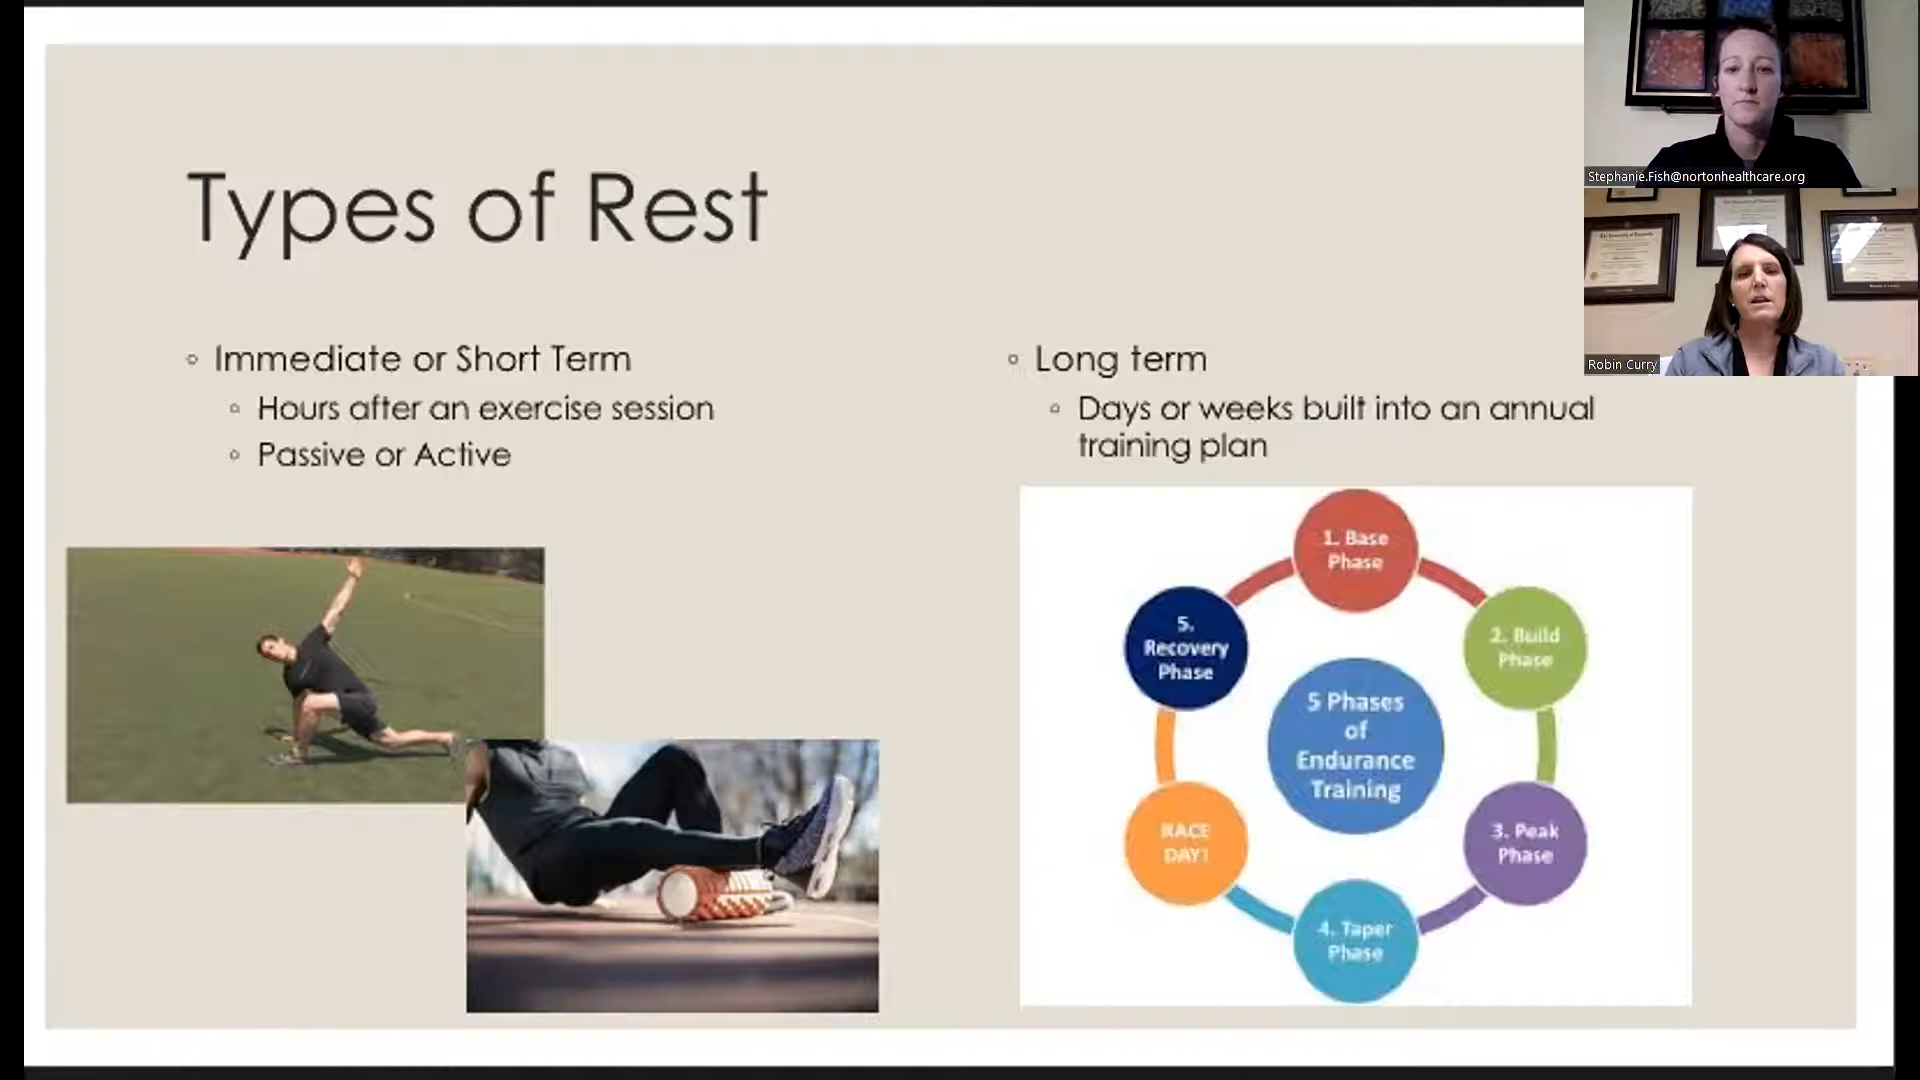 Types of Rest
Immediate or Short Term
Hours after an exercise session
Passive or Active
Long term
Days or weeks built into an annual
training plan
1. Base
Phase
2. Build
Phase
3. Peak
Phase
4. Taper
Phase
RACE
DAY!
5.
Recovery
Phase
5 Phases
of
Endurance
Training
Stephanie.Fish@nortonhealthcare.org
Robin Curry